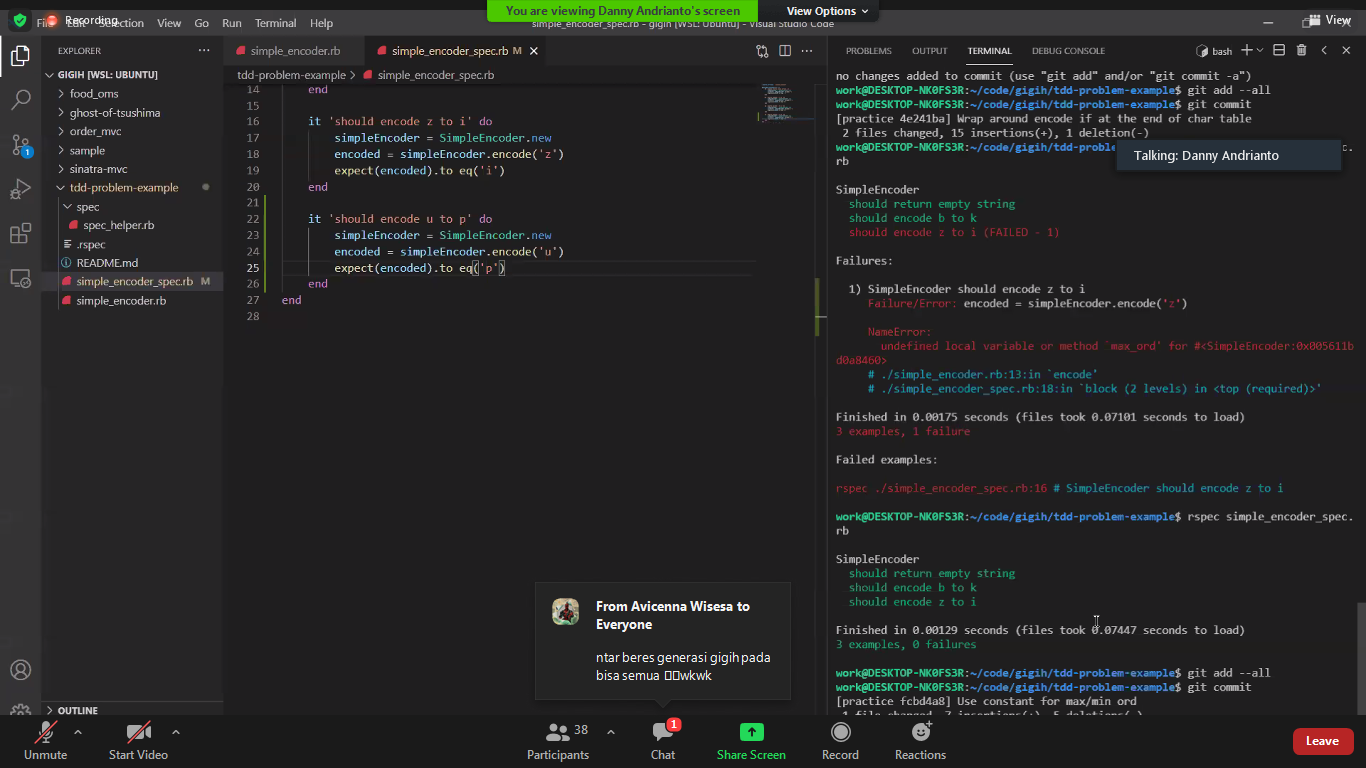 You are viewing Danny Andrianto's screen
View Options
Recording
File Edit Selection View Go Run Terminal Help
simple_encoder_spec.rb - gigih [WSL: Ubuntu] - Visual Studio Code
View
EXPLORER
GIGIH [WSL: UBUNTU]
food_oms
ghost-of-tsushima
order_mvc
sample
sinatra-mvc
tdd-problem-example
spec
spec_helper.rb
.rspec
README.md
simple_encoder_spec.rb M
simple_encoder.rb
OUTLINE
1
simple_encoder.rb
simple_encoder_spec.rb M
tdd-problem-example > simple_encoder_spec.rb
14 end
15
16 it 'should encode z to i' do
17 simpleEncoder = SimpleEncoder.new
18 encoded = simpleEncoder.encode('z')
19 expect(encoded).to eq('i')
20 end
21
22 it 'should encode u to p' do
23 simpleEncoder = SimpleEncoder.new
24 encoded = simpleEncoder.encode('u')
25 expect(encoded).to eq('p')
26 end
27 end
28
PROBLEMS OUTPUT TERMINAL DEBUG CONSOLE
bash
no changes added to commit (use "git add" and/or "git commit -a")
work@DESKTOP-NK0FS3R:~/code/gigih/tdd-problem-example$ git add --all
work@DESKTOP-NK0FS3R:~/code/gigih/tdd-problem-example$ git commit
[practice 4e241ba] Wrap around encode if at the end of char table
2 files changed, 15 insertions(+), 1 deletion(-)
work@DESKTOP-NK0FS3R:~/code/gigih/tdd-problem-
c.
rb
Talking: Danny Andrianto
SimpleEncoder
should return empty string
should encode b to k
should encode z to i (FAILED - 1)
Failures:
1) SimpleEncoder should encode z to i
Failure/Error: encoded = simpleEncoder.encode('z')
NameError:
undefined local variable or method `max_ord' for #<SimpleEncoder:0x005611b
d0a8460>
# ./simple_encoder.rb:13:in `encode'
# ./simple_encoder_spec.rb:18:in `block (2 levels) in <top (required)>'
Finished in 0.00175 seconds (files took 0.07101 seconds to load)
3 examples, 1 failure
Failed examples:
rspec ./simple_encoder_spec.rb:16 # SimpleEncoder should encode z to i
work@DESKTOP-NK0FS3R:~/code/gigih/tdd-problem-example$ rspec simple_encoder_spec.
rb
SimpleEncoder
should return empty string
should encode b to k
should encode z to i
Finished in 0.00129 seconds (files took 0.07447 seconds to load)
3 examples, 0 failures
work@DESKTOP-NK0FS3R:~/code/gigih/tdd-problem-example$ git add --all
work@DESKTOP-NK0FS3R:~/code/gigih/tdd-problem-example$ git commit
[practice fcbd4a8] Use constant for max/min ord
1 file changed, 7 insertions(+), 5 deletions(-)
From Avicenna Wisesa to
Everyone
ntar beres generasi gigih pada
bisa semua wkwk
Unmute
Start Video
Participants
38
Chat
1
Share Screen
Record
Reactions
Leave